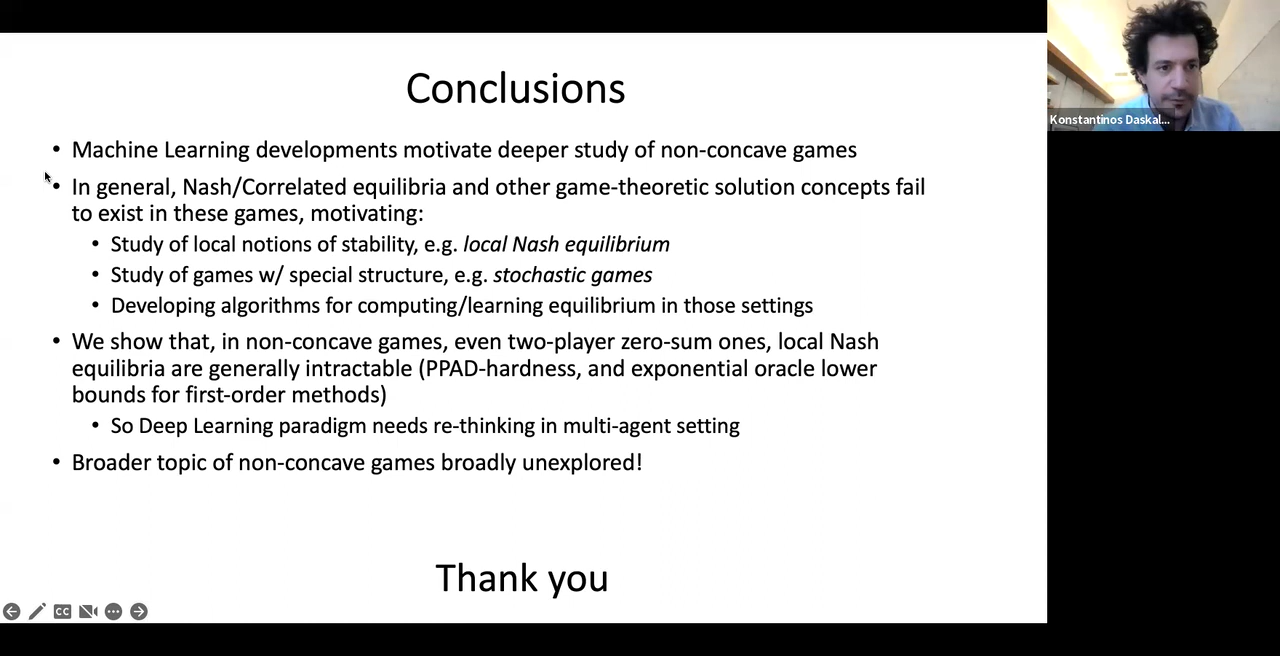 Conclusions
Konstantinos Daskal...
• Machine Learning developments motivate deeper study of non-concave games
• In general, Nash/Correlated equilibria and other game-theoretic solution concepts fail
to exist in these games, motivating:
• Study of local notions of stability, e.g. local Nash equilibrium
• Study of games w/ special structure, e.g. stochastic games
• Developing algorithms for computing/learning equilibrium in those settings
• We show that, in non-concave games, even two-player zero-sum ones, local Nash
equilibria are generally intractable (PPAD-hardness, and exponential oracle lower
bounds for first-order methods)
• So Deep Learning paradigm needs re-thinking in multi-agent setting
• Broader topic of non-concave games broadly unexplored!
Thank you
CC